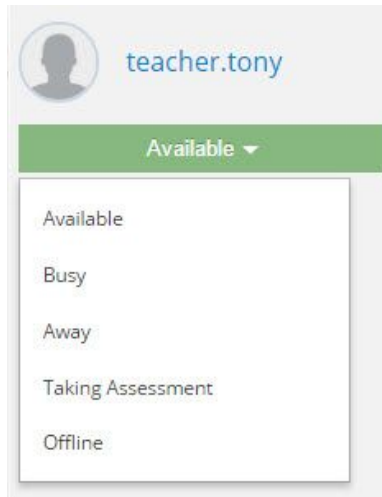 teacher.tony
Available
Available
Busy
Away
Taking Assessment
Offline